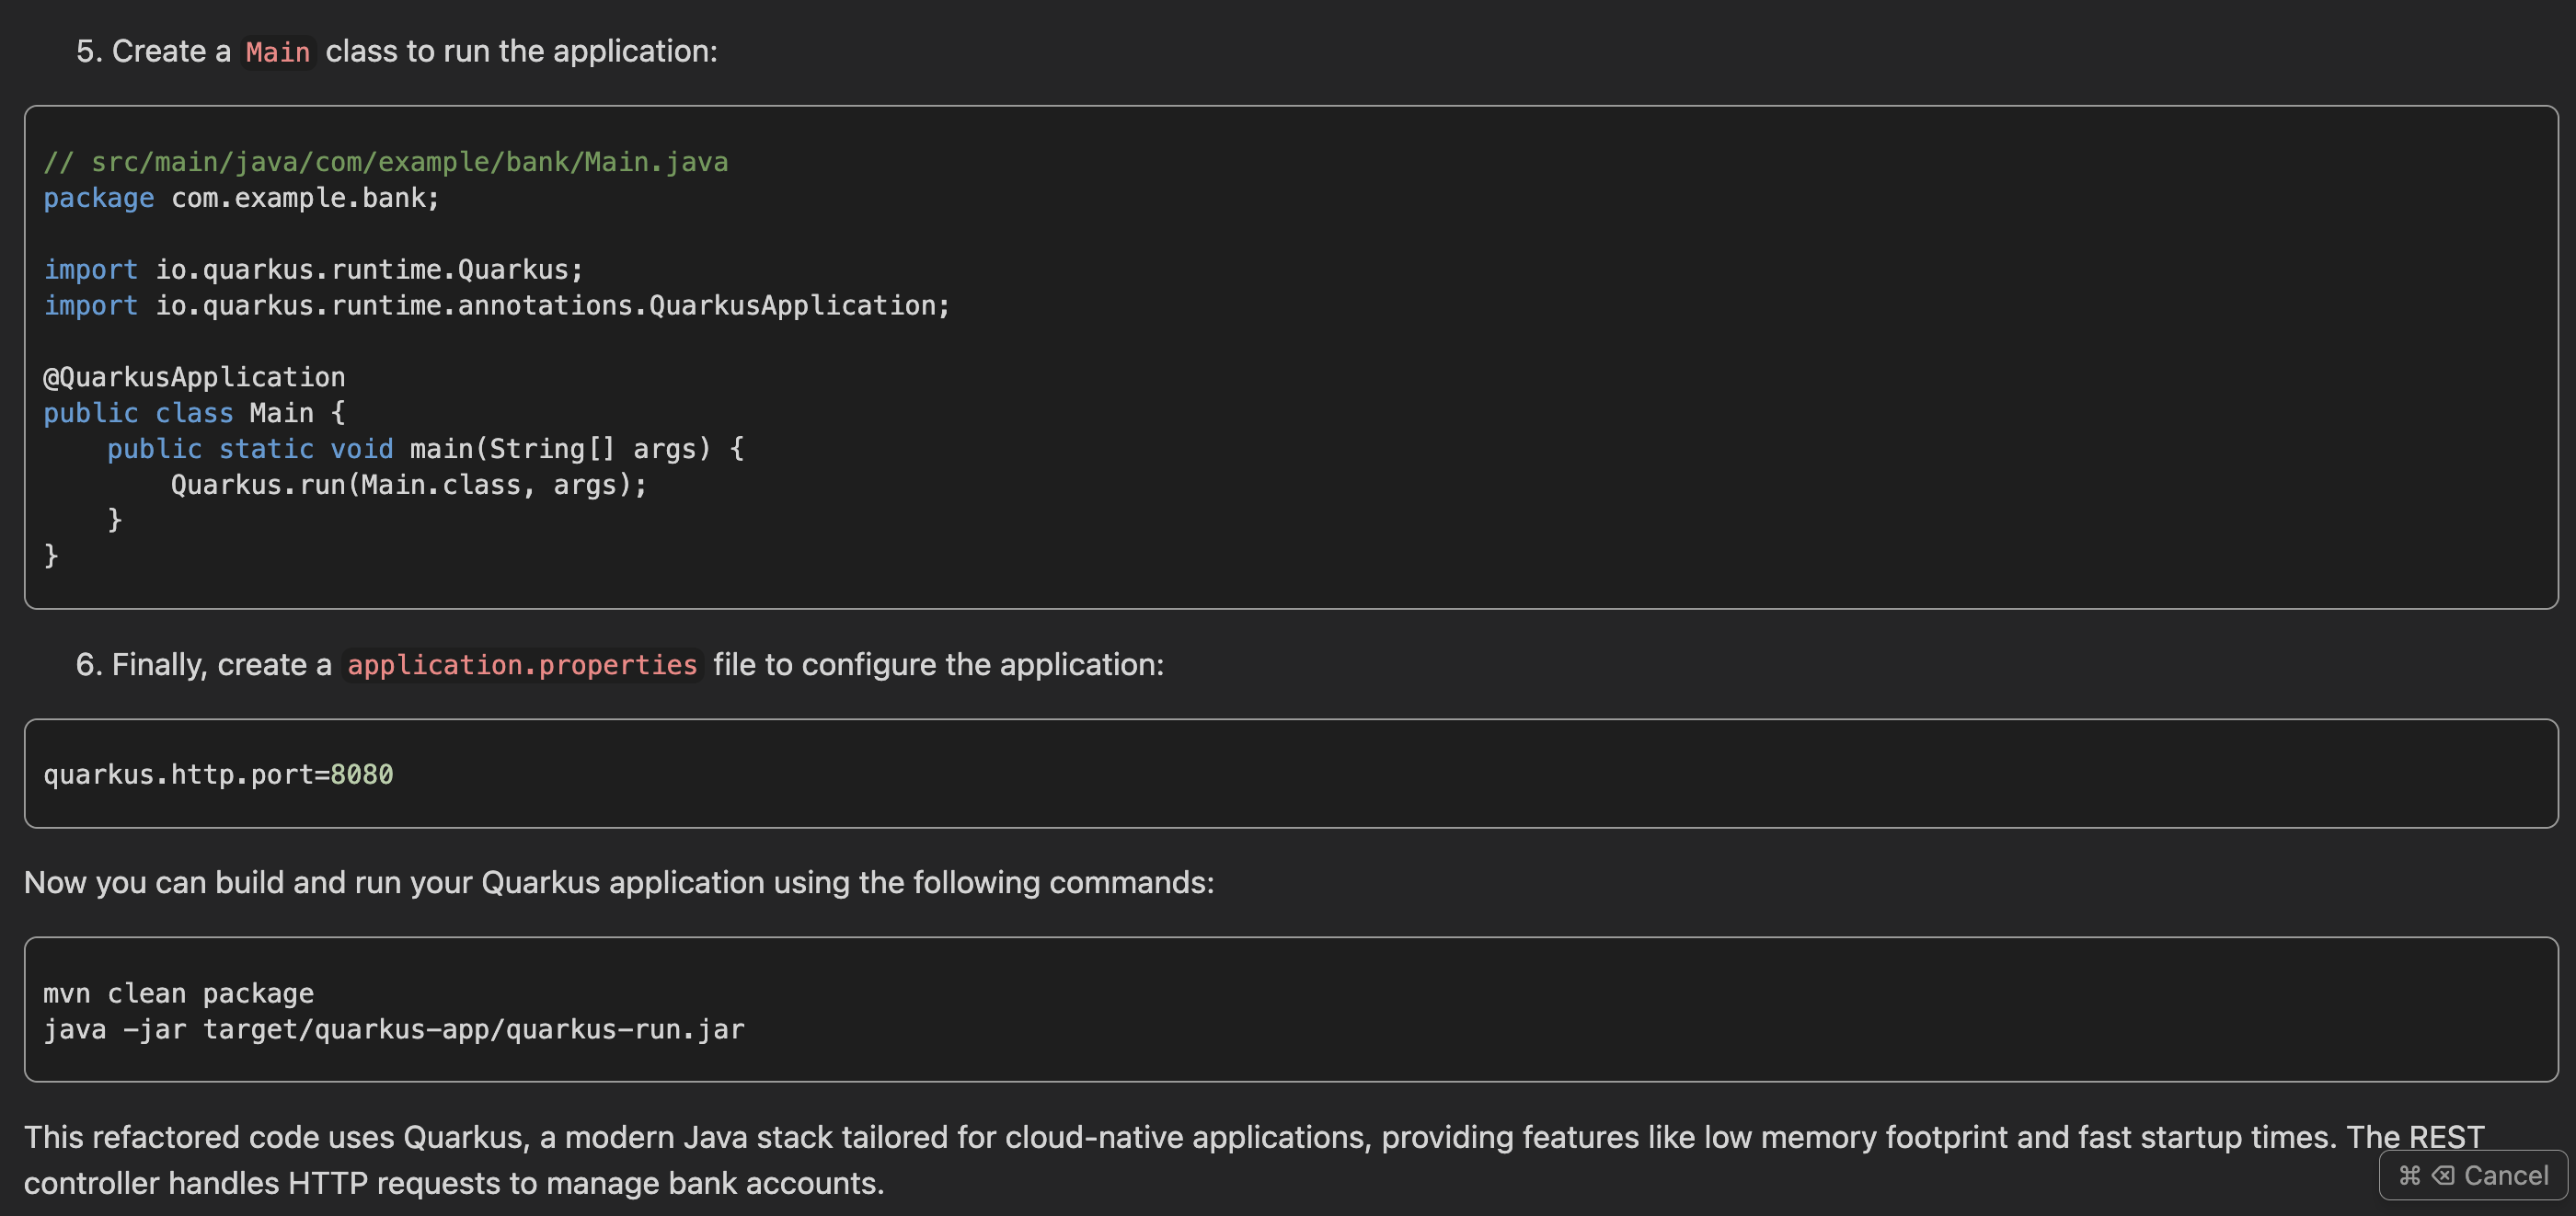 5. Create a Main class to run the application:
// src/main/java/com/example/bank/Main.java
package com.example.bank;
import io.quarkus.runtime.Quarkus;
import io.quarkus.runtime.annotations.QuarkusApplication;
@QuarkusApplication
public class Main {
    public static void main(String[] args) {
        Quarkus.run(Main.class, args);
    }
}
6. Finally, create a application.properties file to configure the application:
quarkus.http.port=8080
Now you can build and run your Quarkus application using the following commands:
mvn clean package
java -jar target/quarkus-app/quarkus-run.jar
This refactored code uses Quarkus, a modern Java stack tailored for cloud-native applications, providing features like low memory footprint and fast startup times. The REST
controller handles HTTP requests to manage bank accounts.
⌘ ⌫ Cancel